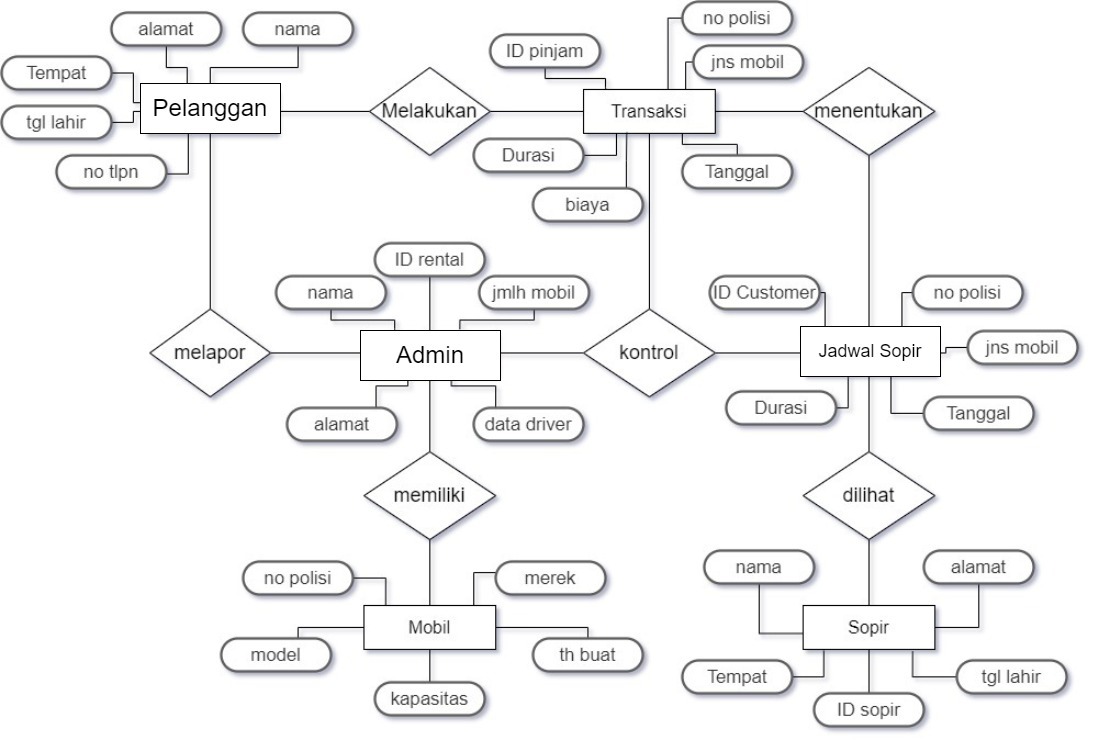 no polisi
alamat
nama
ID pinjam
jns mobil
Tempat
Pelanggan
Melakukan
Transaksi
menentukan
tgl lahir
Durasi
no tlpn
Tanggal
biaya
ID rental
nama
jmlh mobil
ID Customer
no polisi
melapor
Admin
kontrol
Jadwal Sopir
jns mobil
Durasi
Tanggal
alamat
data driver
memiliki
dilihat
nama
alamat
no polisi
merek
Mobil
Sopir
model
th buat
Tempat
tgl lahir
kapasitas
ID sopir